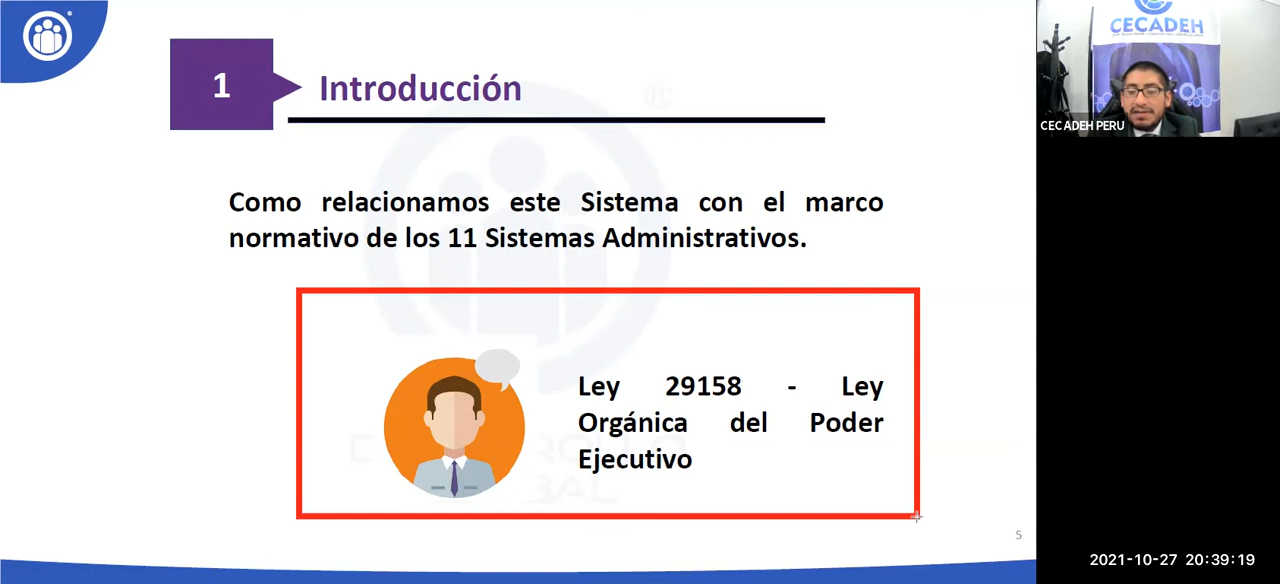 1
Introducción
Como relacionamos este Sistema con el marco
normativo de los 11 Sistemas Administrativos.
Ley 29158 - Ley
Orgánica del Poder
Ejecutivo
5
CECADEH
CECADEH PERU
2021-10-27 20:39:19